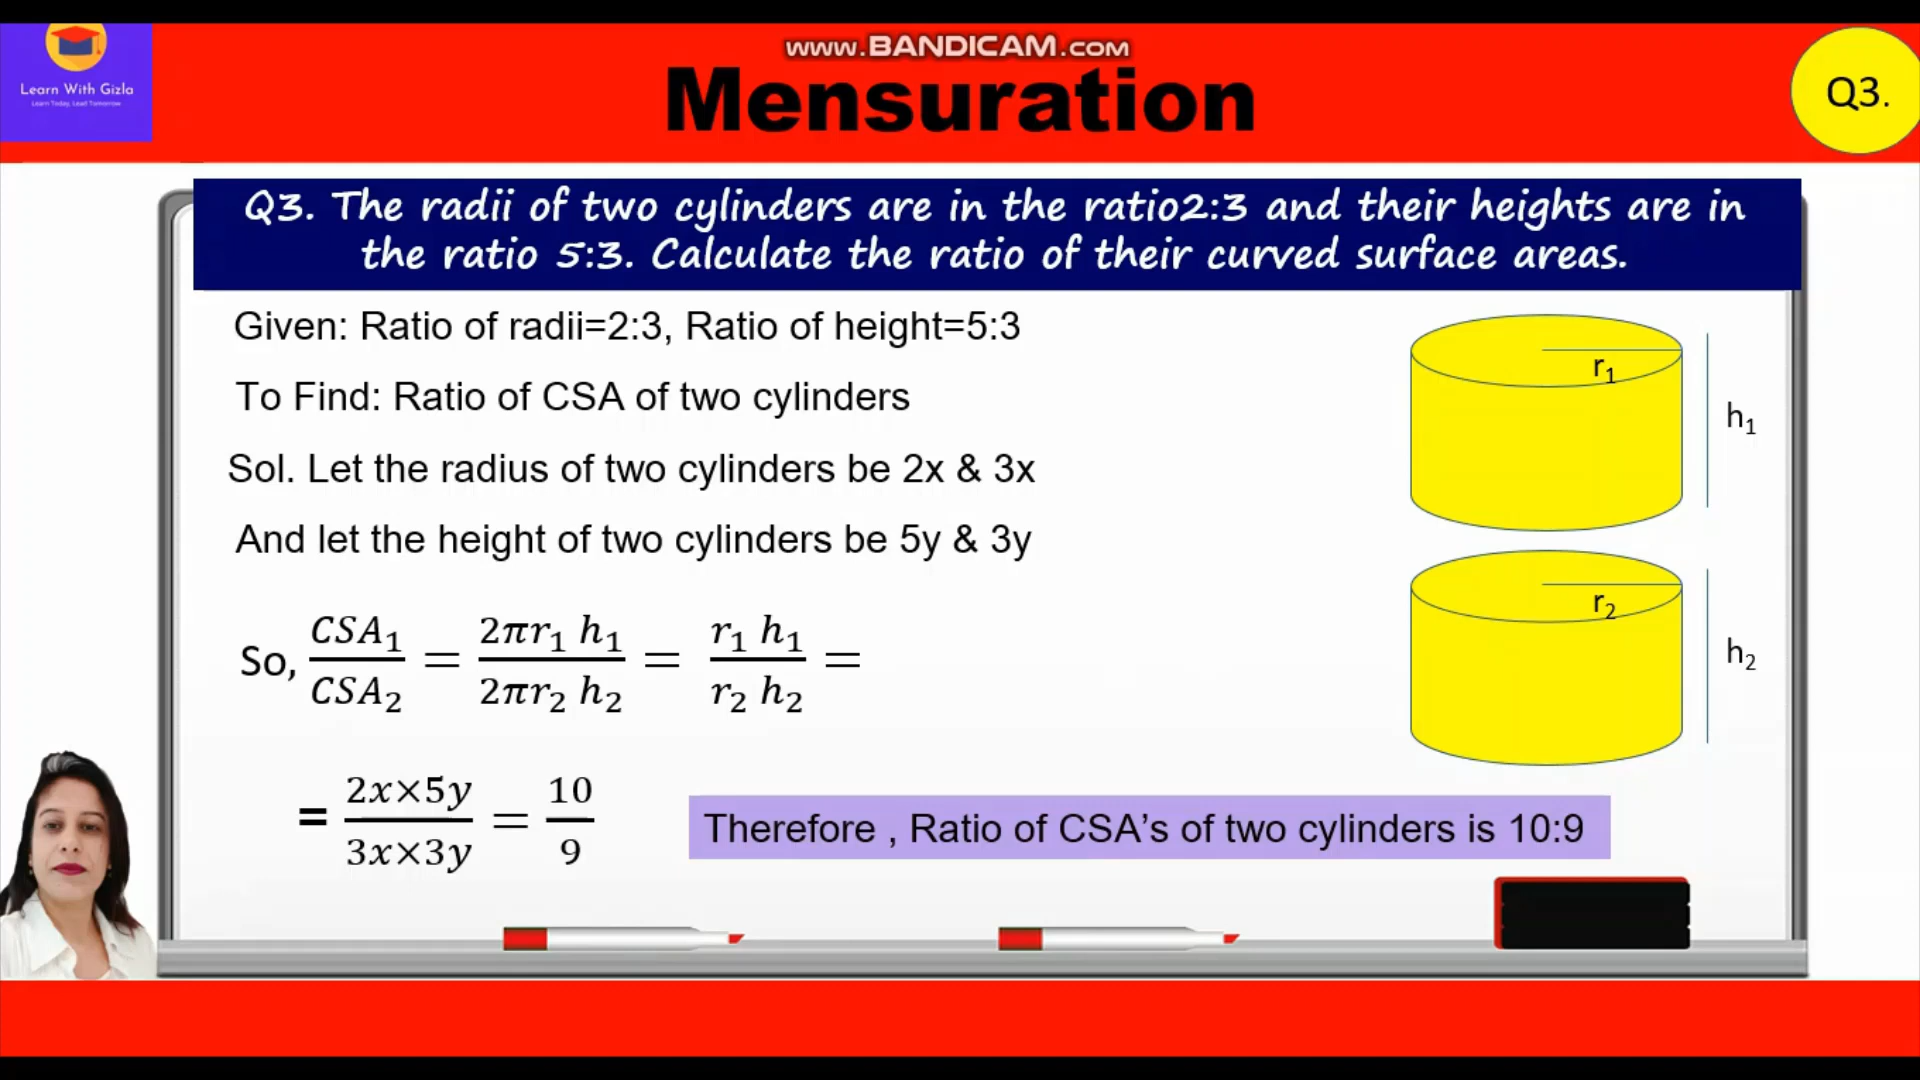 www.BANDICAM.com
Learn With Gizla
Learn Today, Lead Tomorrow
Mensuration
Q3.
Q3. The radii of two cylinders are in the ratio2:3 and their heights are in
the ratio 5:3. Calculate the ratio of their curved surface areas.
Given: Ratio of radii=2:3, Ratio of height=5:3
To Find: Ratio of CSA of two cylinders
Sol. Let the radius of two cylinders be 2x & 3x
And let the height of two cylinders be 5y & 3y
So, CSA₁/CSA₂ = 2πr₁ h₁/2πr₂ h₂ = r₁ h₁/r₂ h₂ =
= 2x×5y/3x×3y = 10/9
Therefore , Ratio of CSA’s of two cylinders is 10:9
r₁
h₁
r₂
h₂